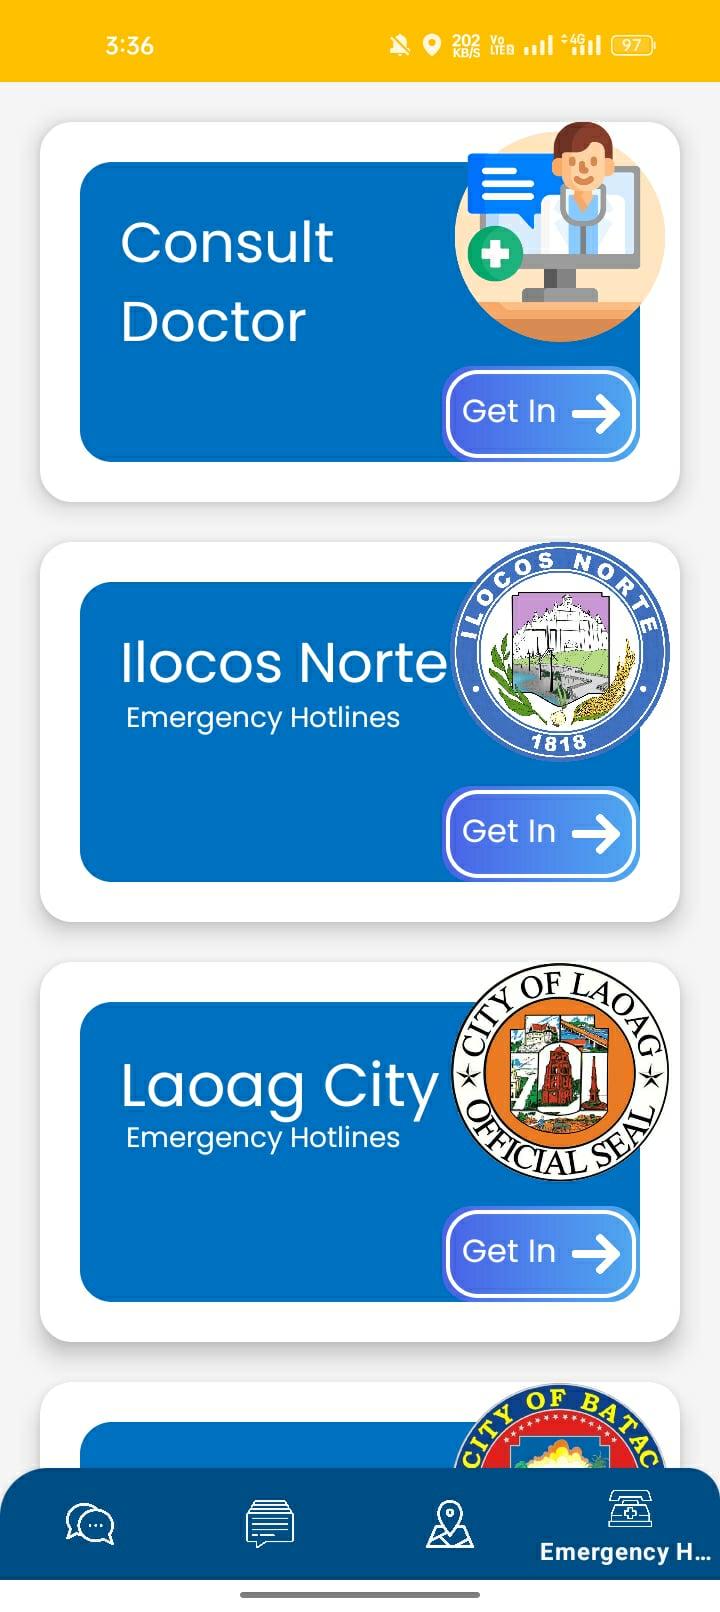 3:36
202
KB/S
Vo
LTE2
4G
97
Consult
Doctor
Get In
ILOCOS NORTE
1818
Ilocos Norte
Emergency Hotlines
Get In
CITY OF LAOAG
OFFICIAL SEAL
Laoag City
Emergency Hotlines
Get In
CITY OF BATAC
Emergency H...